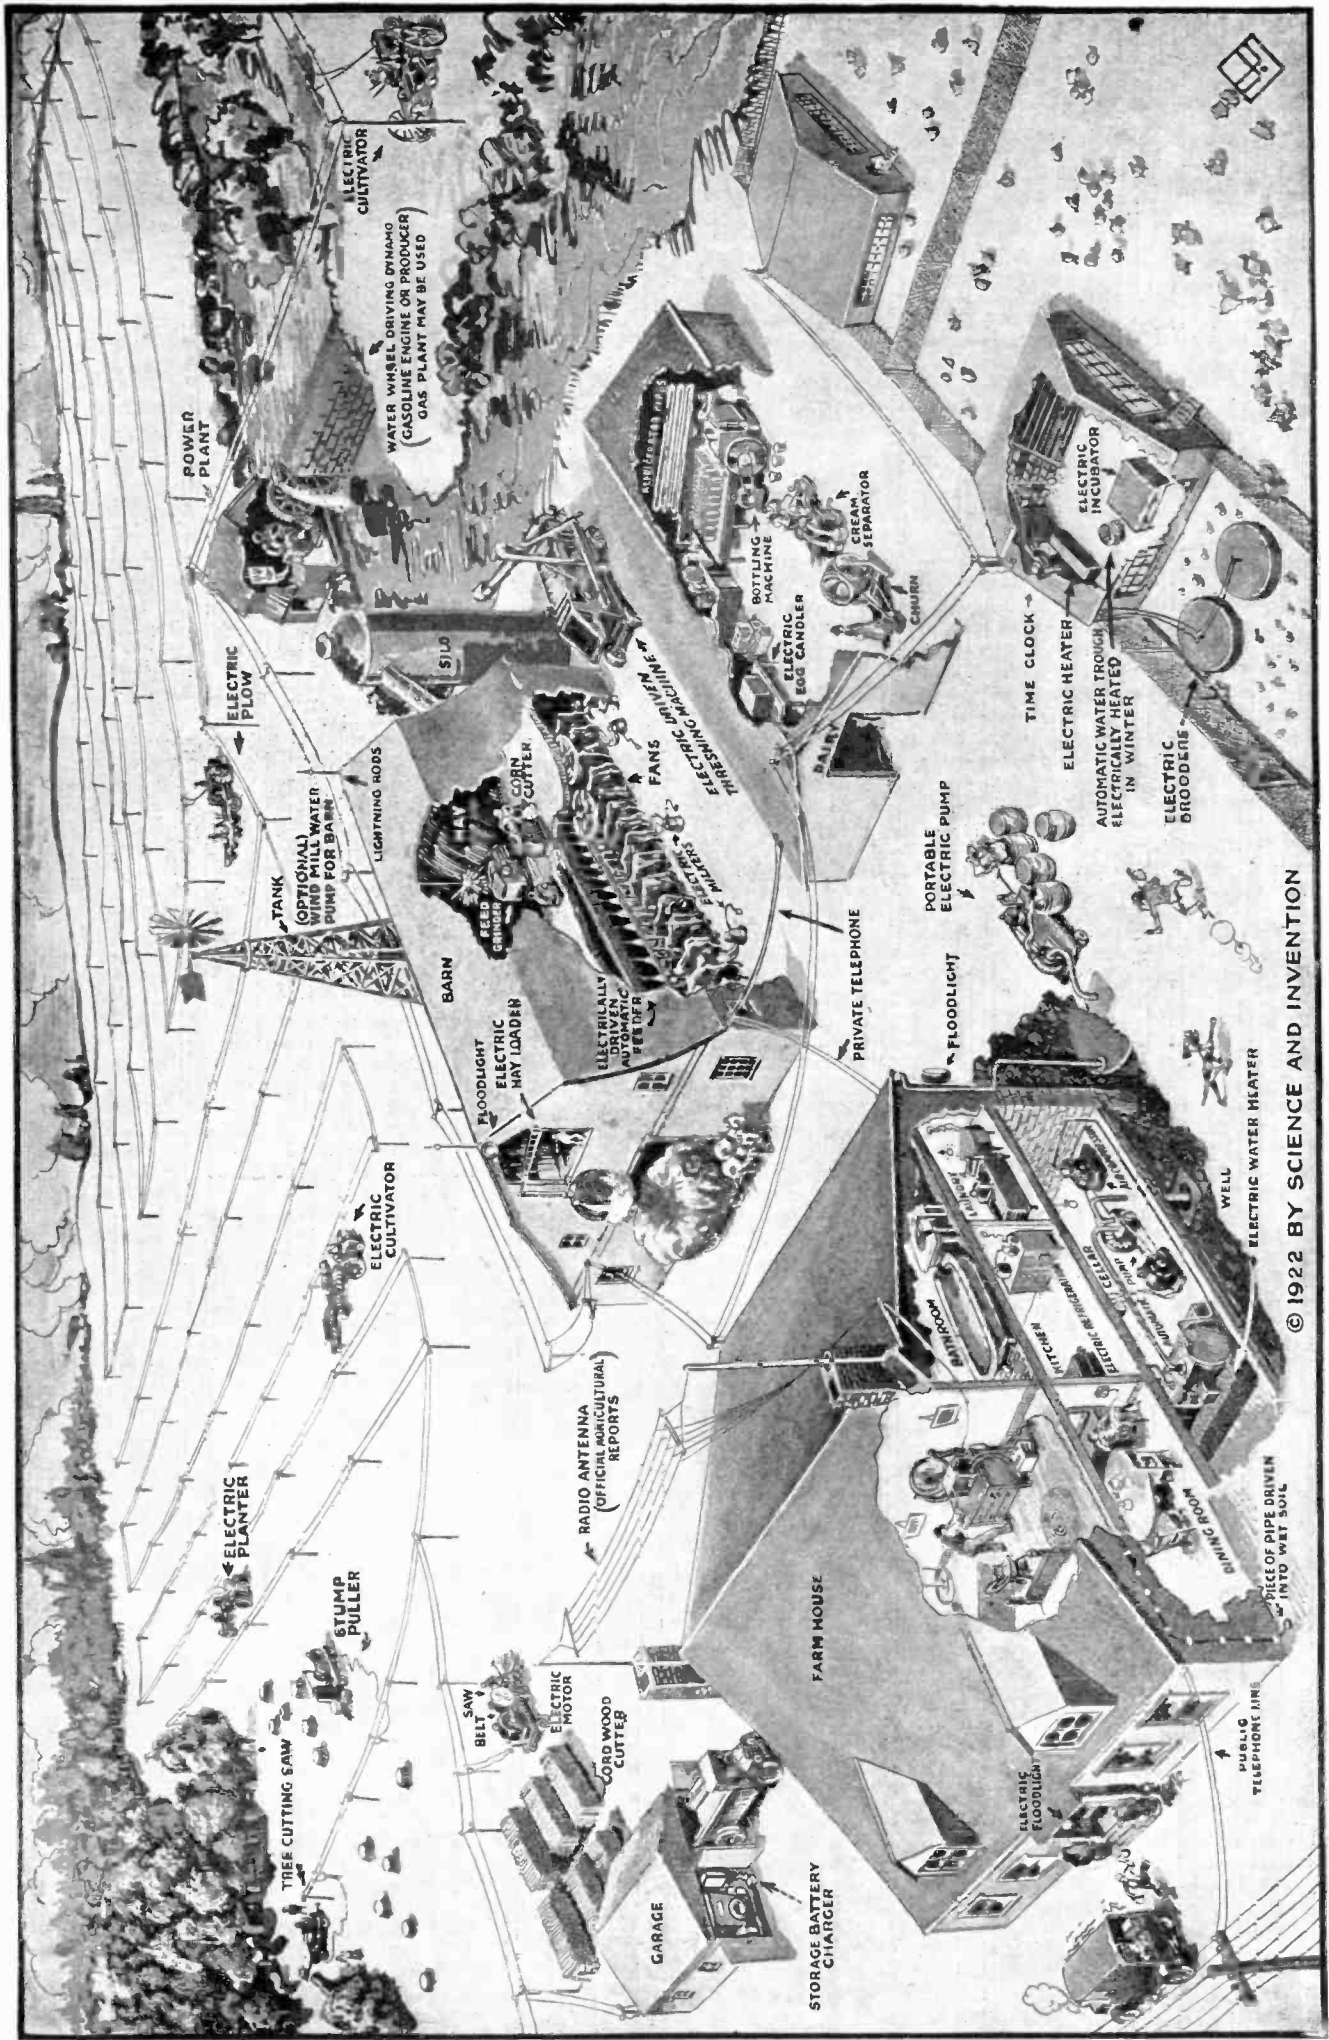 TREE CUTTING SAW
STUMP
PULLER
ELECTRIC
PLANTER
ELECTRIC
CULTIVATOR
TANK
(OPTIONAL)
WIND MILL WATER
PUMP FOR BARN
ELECTRIC
PLOW
LIGHTNING RODS
POWER
PLANT
ELECTRIC
CULTIVATOR
WATER WHEEL DRIVING DYNAMO
(GASOLINE ENGINE OR PRODUCER)
GAS PLANT MAY BE USED
SAW
BELT
ELECTRIC
MOTOR
CORD WOOD
CUTTER
GARAGE
STORAGE BATTERY
CHARGER
RADIO ANTENNA
(OFFICIAL AGRICULTURAL)
REPORTS
FLOODLIGHT
ELECTRIC
HAY LOADER
BARN
HAY
FEED
GRINDER
CORN
CUTTER
SILO
ELECTRICALLY
DRIVEN
AUTOMATIC
FEEDER
ELECTRIC
MILKERS
FANS
ELECTRIC DRIVEN
THRESHING MACHINE
PRIVATE TELEPHONE
DAIRY
ELECTRIC
EGG CANDLER
BOTTLING
MACHINE
CREAM
SEPARATOR
CHURN
FARM HOUSE
ELECTRIC
FLOODLIGHT
PUBLIC
TELEPHONE LINE
BATHROOM
LAUNDRY
KITCHEN
ELECTRIC REFRIGERATOR
CELLAR
AUTOMATIC PUMP
DINING ROOM
PIECE OF PIPE DRIVEN
INTO WET SOIL
FLOODLIGHT
PORTABLE
ELECTRIC PUMP
WELL
ELECTRIC WATER HEATER
TIME CLOCK
ELECTRIC HEATER
AUTOMATIC WATER TROUGH
ELECTRICALLY HEATED
IN WINTER
ELECTRIC
BROODERS
ELECTRIC
INCUBATOR
© 1922 BY SCIENCE AND INVENTION